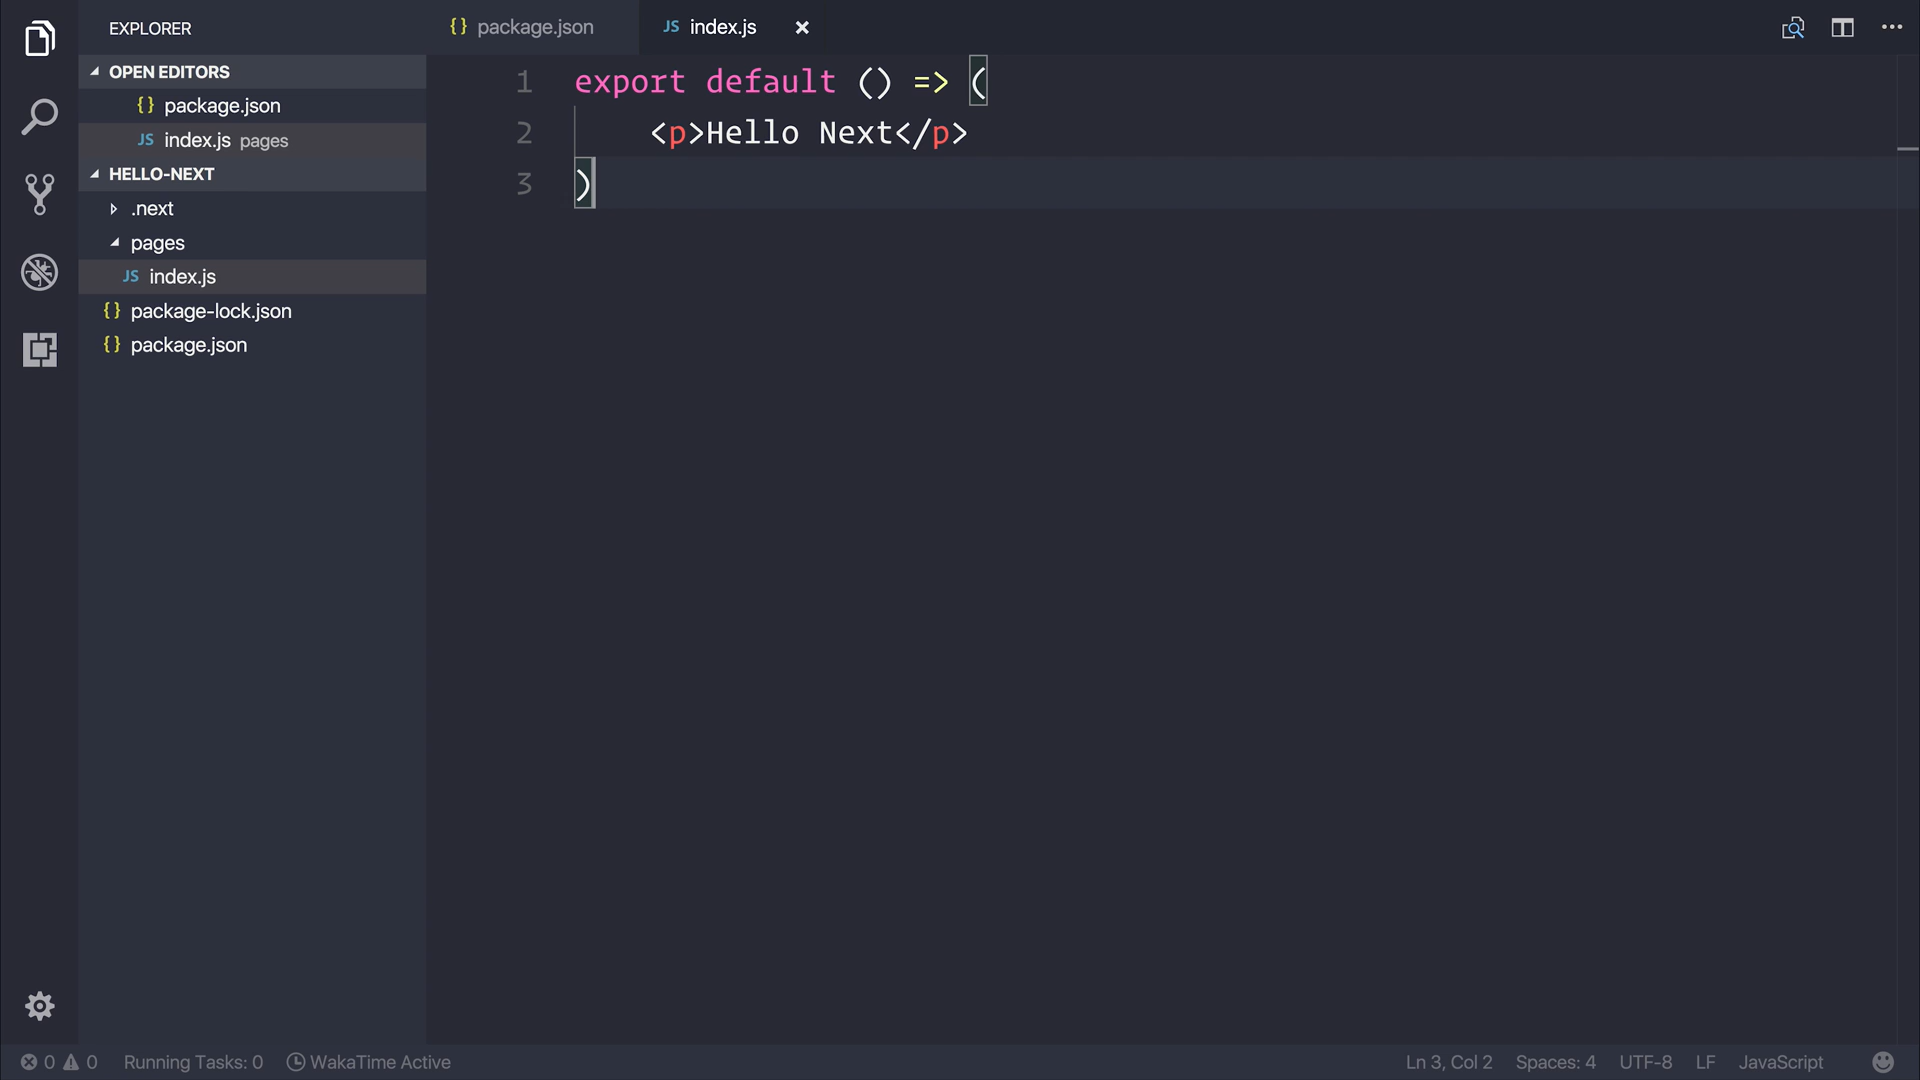 EXPLORER
OPEN EDITORS
{} package.json
JS index.js pages
HELLO-NEXT
.next
pages
JS index.js
{} package-lock.json
{} package.json
{} package.json
JS index.js
1 export default () => (
2 <p>Hello Next</p>
3 )
0 0 Running Tasks: 0 WakaTime Active
Ln 3, Col 2 Spaces: 4 UTF-8 LF JavaScript